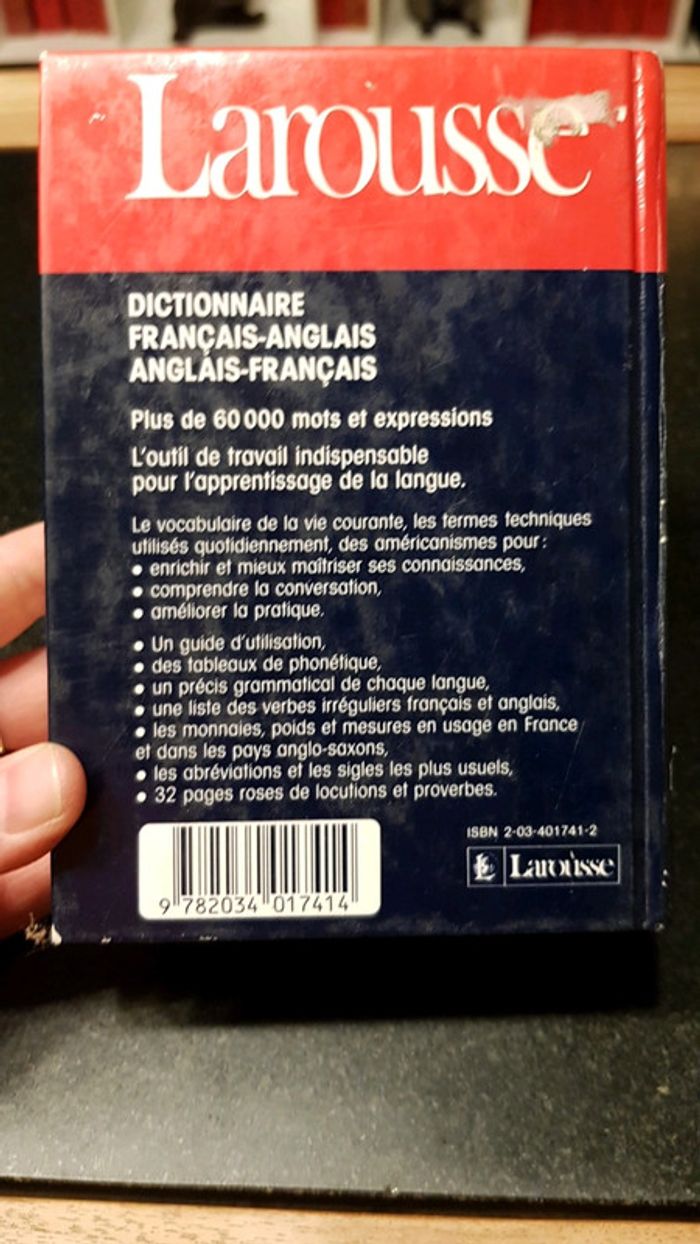 Larousse
DICTIONNAIRE
FRANÇAIS-ANGLAIS
ANGLAIS-FRANÇAIS
Plus de 60 000 mots et expressions
L'outil de travail indispensable
pour l'apprentissage de la langue.
Le vocabulaire de la vie courante, les termes techniques
utilisés quotidiennement, des américanismes pour :
• enrichir et mieux maîtriser ses connaissances,
• comprendre la conversation,
• améliorer la pratique.
• Un guide d'utilisation,
• des tableaux de phonétique,
• un précis grammatical de chaque langue,
• une liste des verbes irréguliers français et anglais,
• les monnaies, poids et mesures en usage en France
et dans les pays anglo-saxons,
• les abréviations et les sigles les plus usuels,
• 32 pages roses de locutions et proverbes.
ISBN 2-03-401741-2
Larousse
9 782034 017414